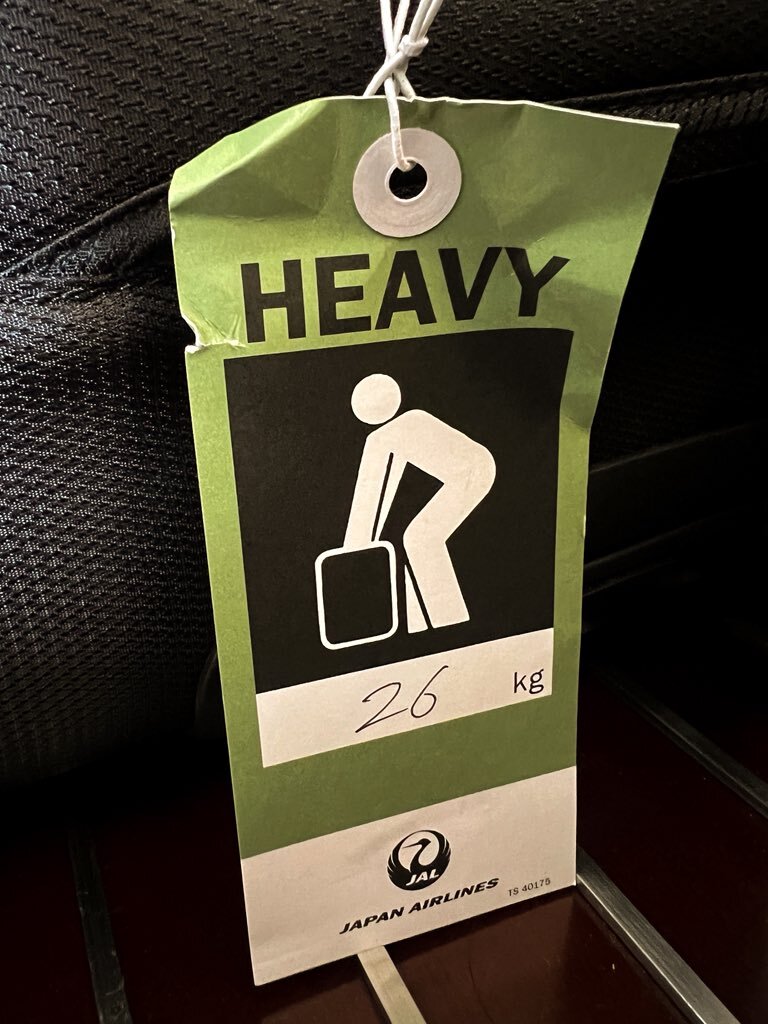 HEAVY
26 kg
JAL
JAPAN AIRLINES TS 40175